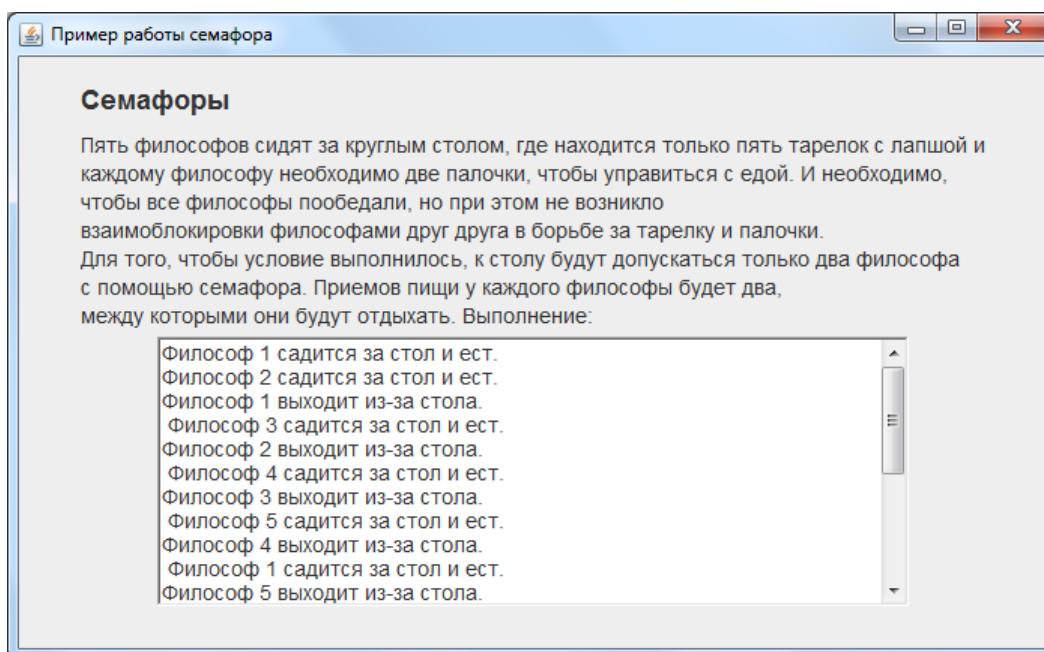 Пример работы семафора
Семафоры
Пять философов сидят за круглым столом, где находится только пять тарелок с лапшой и
каждому философу необходимо две палочки, чтобы управиться с едой. И необходимо,
чтобы все философы пообедали, но при этом не возникло
взаимоблокировки философами друг друга в борьбе за тарелку и палочки.
Для того, чтобы условие выполнилось, к столу будут допускаться только два философа
с помощью семафора. Приемов пищи у каждого философы будет два,
между которыми они будут отдыхать. Выполнение:
Философ 1 садится за стол и ест.
Философ 2 садится за стол и ест.
Философ 1 выходит из-за стола.
Философ 3 садится за стол и ест.
Философ 2 выходит из-за стола.
Философ 4 садится за стол и ест.
Философ 3 выходит из-за стола.
Философ 5 садится за стол и ест.
Философ 4 выходит из-за стола.
Философ 1 садится за стол и ест.
Философ 5 выходит из-за стола.